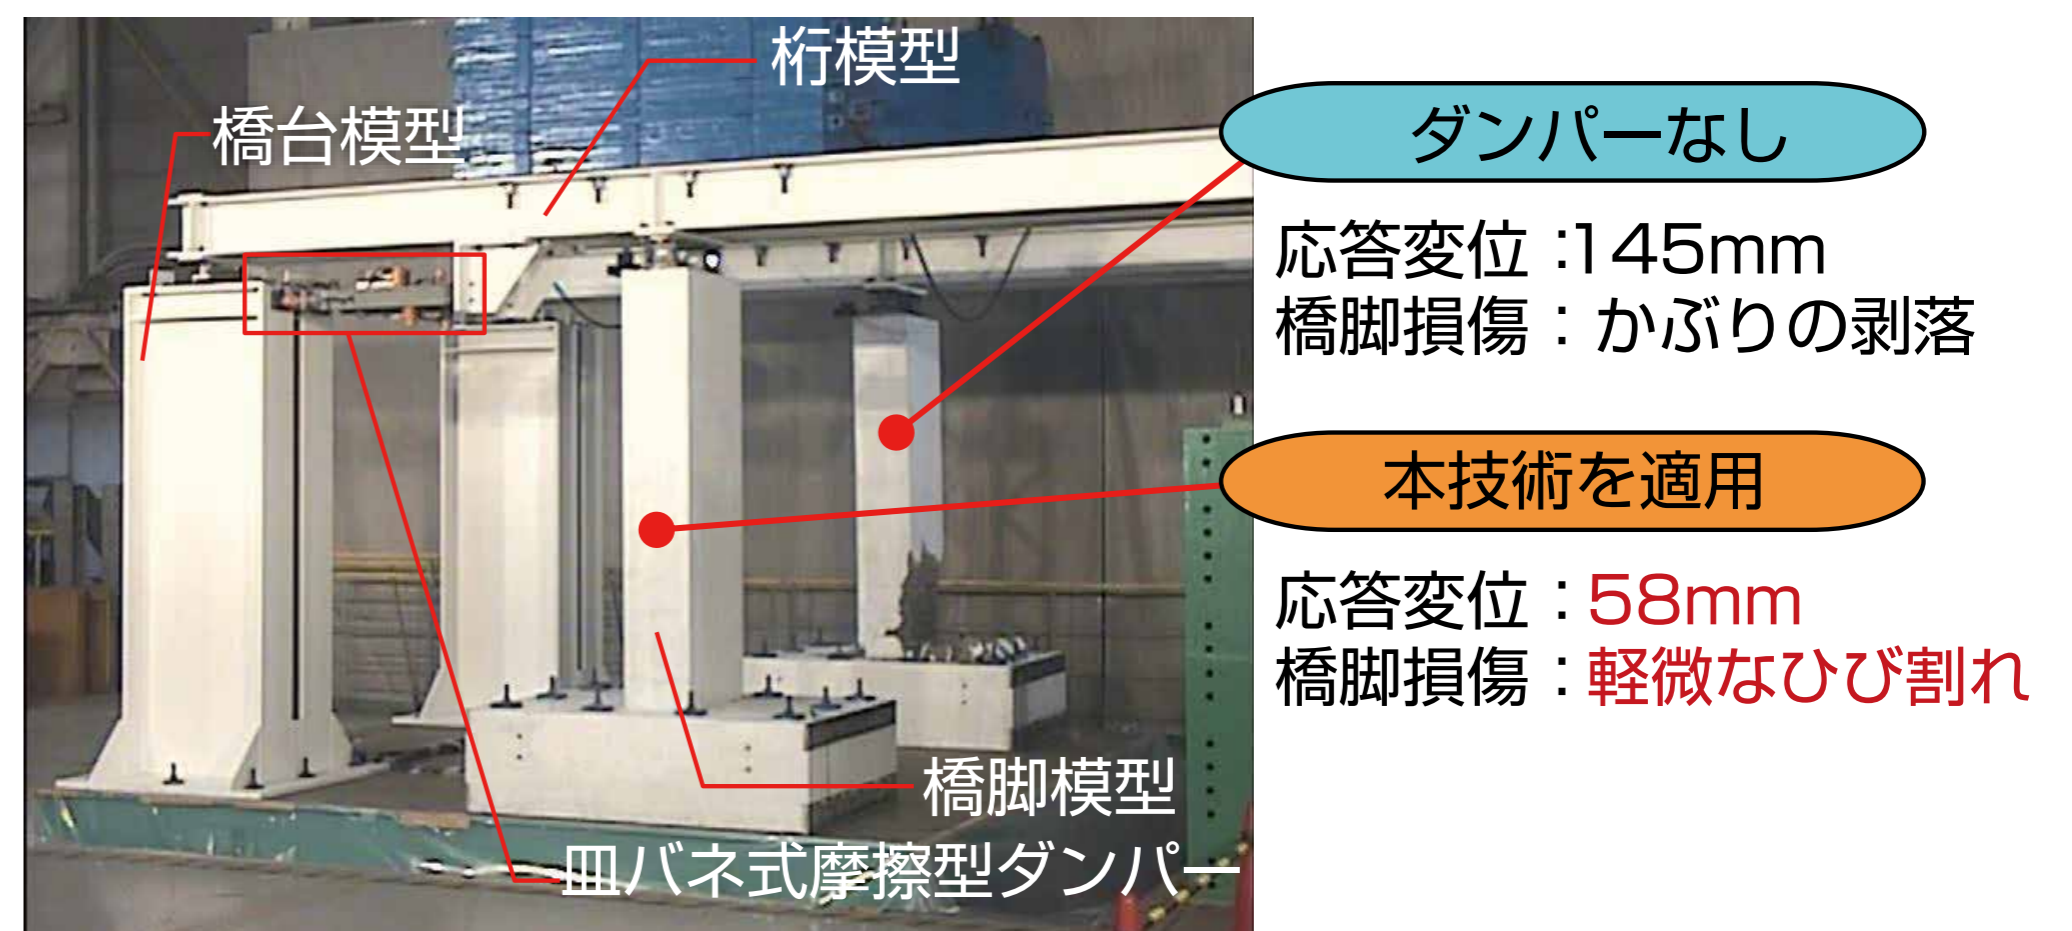 桁模型
橋台模型
ダンパーなし
応答変位：145mm
橋脚損傷：かぶりの剥落
本技術を適用
応答変位：58mm
橋脚損傷：軽微なひび割れ
橋脚模型
皿バネ式摩擦型ダンパー